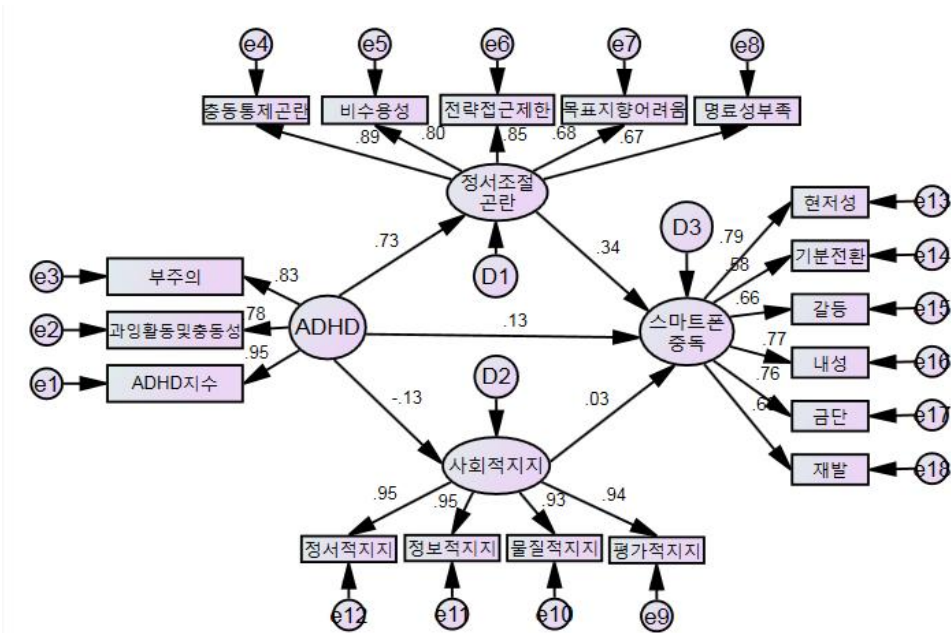 e4 e5 e6 e7 e8
충동통제곤란 비수용성 전략접근제한 목표지향어려움 명료성부족
.89 .80 .85 .68 .67
정서조절
곤란
현저성 e13
D3
.79
.73 .34
기분전환 e14
.58
e3 부주의 .83
D1
.66 갈등 e15
e2 과잉활동및충동성 .78 ADHD .13 스마트폰
중독
.77 내성 e16
e1 ADHD지수 .95
D2
.76
-.13 .03
금단 e17
사회적지지
재발 e18
.95 .95 .93 .94
정서적지지 정보적지지 물질적지지 평가적지지
e12 e11 e10 e9